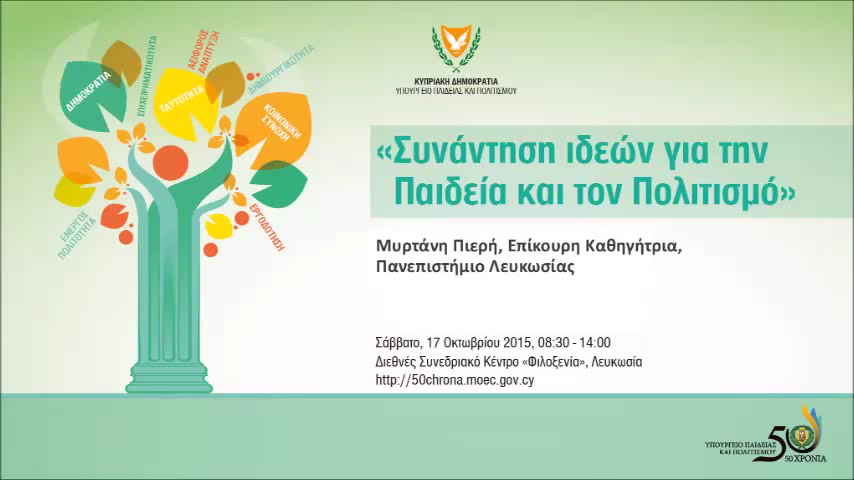 ΔΗΜΟΚΡΑΤΙΑ
ΕΠΙΧΕΙΡΗΜΑΤΙΚΟΤΗΤΑ
ΑΕΙΦΟΡΟΣ
ΑΝΑΠΤΥΞΗ
ΤΑΥΤΟΤΗΤΑ
ΔΗΜΙΟΥΡΓΙΚΟΤΗΤΑ
ΚΟΙΝΩΝΙΚΗ
ΣΥΝΟΧΗ
ΕΝΕΡΓΟΣ
ΠΟΛΙΤΟΤΗΤΑ
ΕΡΓΟΔΟΤΗΣΗ
ΚΥΠΡΙΑΚΗ ΔΗΜΟΚΡΑΤΙΑ
ΥΠΟΥΡΓΕΙΟ ΠΑΙΔΕΙΑΣ ΚΑΙ ΠΟΛΙΤΙΣΜΟΥ
«Συνάντηση ιδεών για την
Παιδεία και τον Πολιτισμό»
Μυρτάνη Πιερή, Επίκουρη Καθηγήτρια,
Πανεπιστήμιο Λευκωσίας
Σάββατο, 17 Οκτωβρίου 2015, 08:30 - 14:00
Διεθνές Συνεδριακό Κέντρο «Φιλοξενία», Λευκωσία
http://50chrona.moec.gov.cy
ΥΠΟΥΡΓΕΙΟ ΠΑΙΔΕΙΑΣ
ΚΑΙ ΠΟΛΙΤΙΣΜΟΥ
50
50 ΧΡΟΝΙΑ